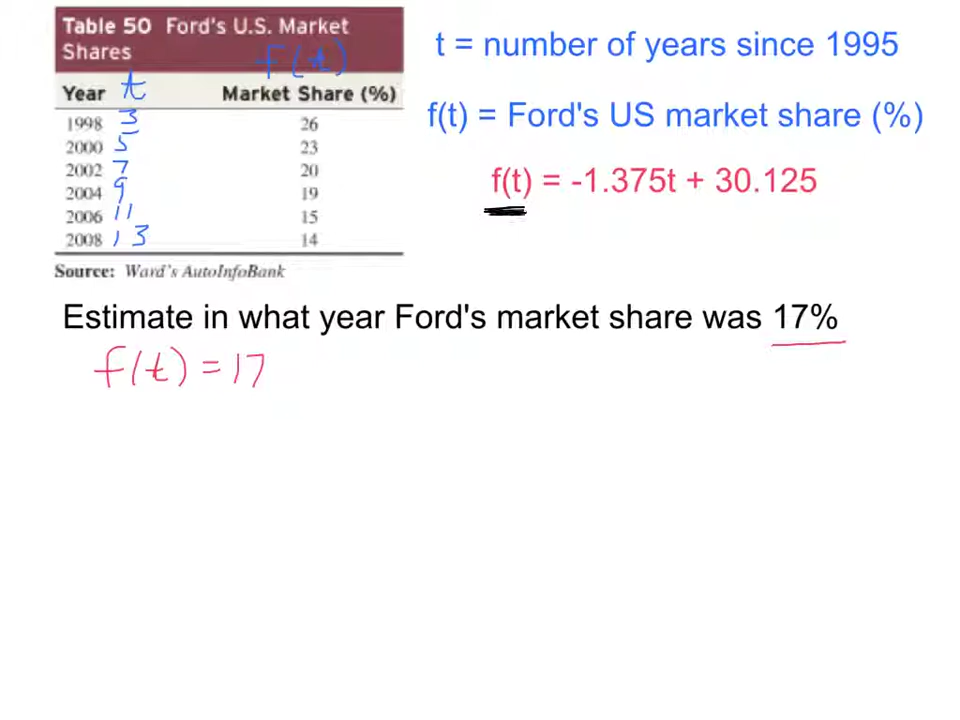 Table 50 Ford's U.S. Market
Shares f(t)
Year t Market Share (%)
1998 3 26
2000 5 23
2002 7 20
2004 9 19
2006 11 15
2008 13 14
Source: Ward's AutoInfoBank
t = number of years since 1995
f(t) = Ford's US market share (%)
f(t) = -1.375t + 30.125
Estimate in what year Ford's market share was 17%
f(t) = 17